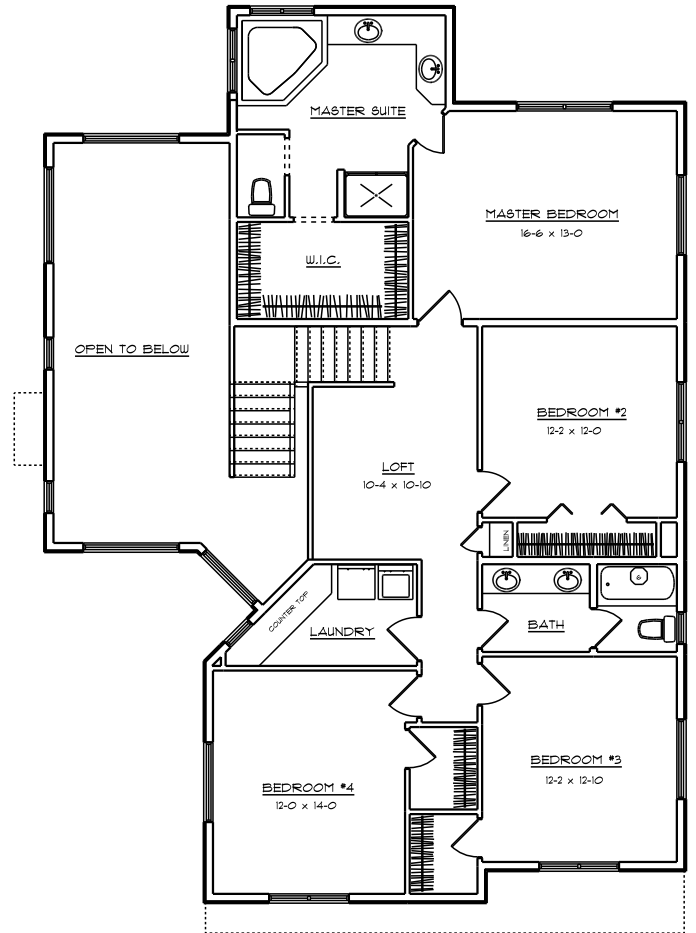 MASTER SUITE
MASTER BEDROOM
16-6 x 13-0
W.I.C.
OPEN TO BELOW
BEDROOM #2
12-2 x 12-0
LOFT
10-4 x 10-10
LINEN
COUNTER TOP
LAUNDRY
BATH
BEDROOM #3
12-2 x 12-10
BEDROOM #4
12-0 x 14-0